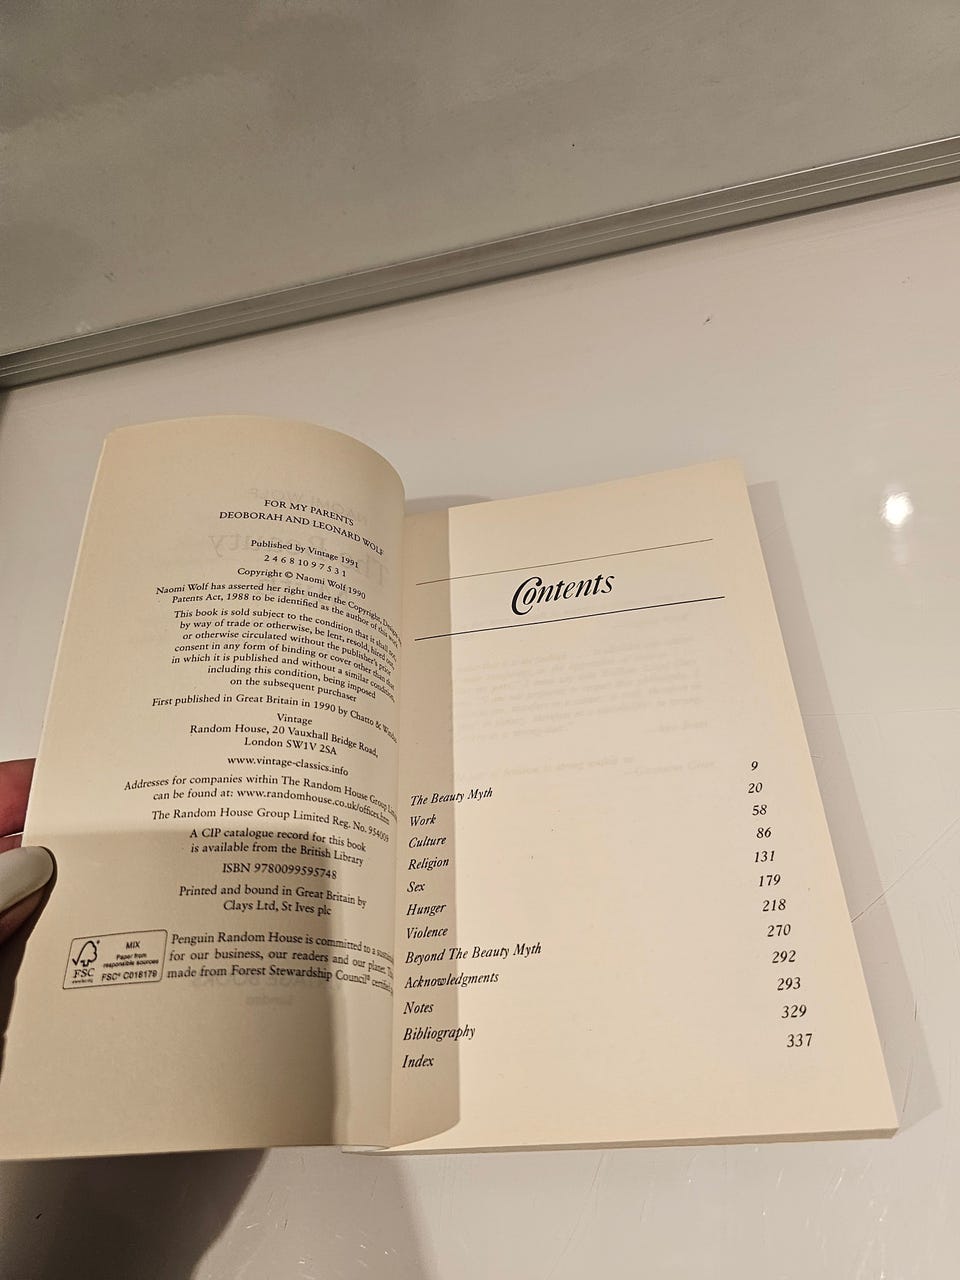 FOR MY PARENTS
DEOBORAH AND LEONARD WOLF
Published by Vintage 1991
2 4 6 8 10 9 7 5 3 1
Copyright © Naomi Wolf 1990
Naomi Wolf has asserted her right under the Copyright, Designs
Patents Act, 1988 to be identified as the author of this work
This book is sold subject to the condition that it shall not,
by way of trade or otherwise, be lent, resold, hired out,
or otherwise circulated without the publisher's prior
consent in any form of binding or cover other than that
in which it is published and without a similar condition,
including this condition, being imposed
on the subsequent purchaser
First published in Great Britain in 1990 by Chatto &
Vintage
Random House, 20 Vauxhall Bridge Road,
London SW1V 2SA
www.vintage-classics.info
Addresses for companies within The Random House Group
can be found at: www.randomhouse.co.uk/offices.htm
The Random House Group Limited Reg. No. 954009
A CIP catalogue record for this book
is available from the British Library
ISBN 9780099595748
Printed and bound in Great Britain by
Clays Ltd, St Ives plc
FSC
MIX
Paper from
responsible sources
FSC® C018179
Penguin Random House is committed to a
for our business, our readers and our planet.
made from Forest Stewardship Council®
Contents
The Beauty Myth 9
Work 20
Culture 58
Religion 86
Sex 131
Hunger 179
Violence 218
Beyond The Beauty Myth 270
Acknowledgments 292
Notes 293
Bibliography 329
Index 337